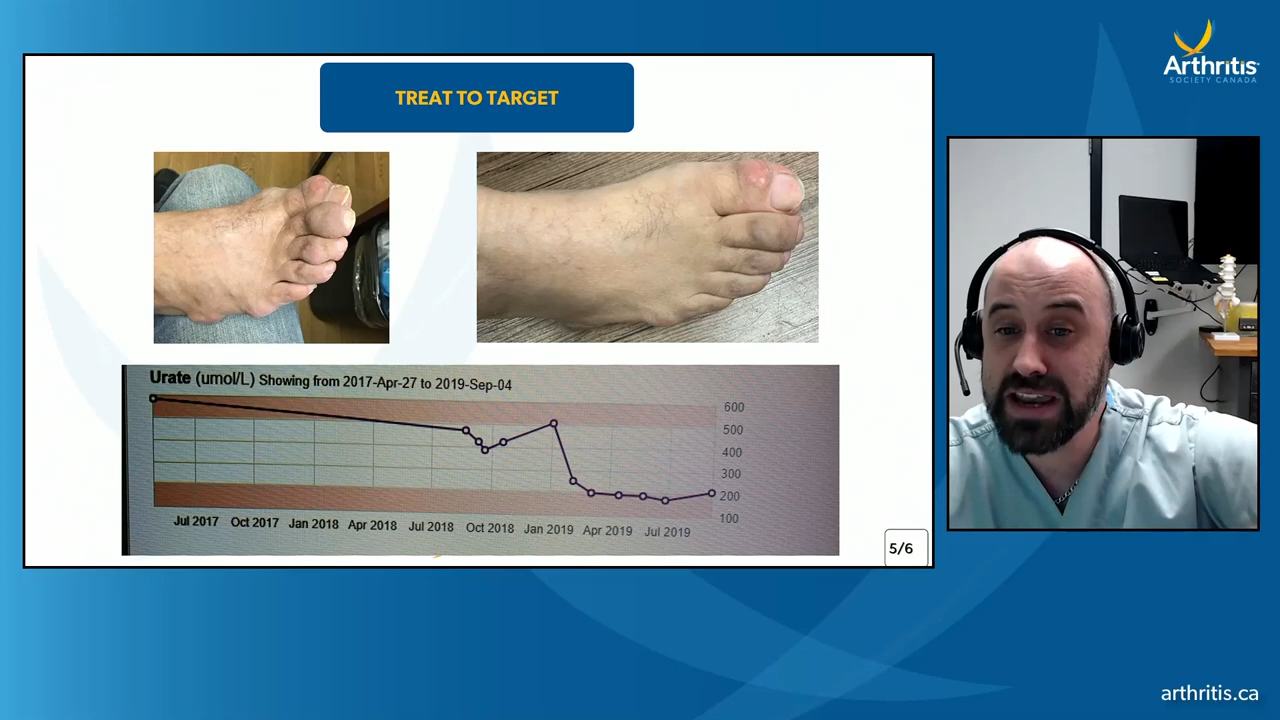 Arthritis
SOCIETY CANADA
TREAT TO TARGET
Urate (umol/L) Showing from 2017-Apr-27 to 2019-Sep-04
600
500
400
300
200
100
Jul 2017 Oct 2017 Jan 2018 Apr 2018 Jul 2018 Oct 2018 Jan 2019 Apr 2019 Jul 2019
5/6
arthritis.ca